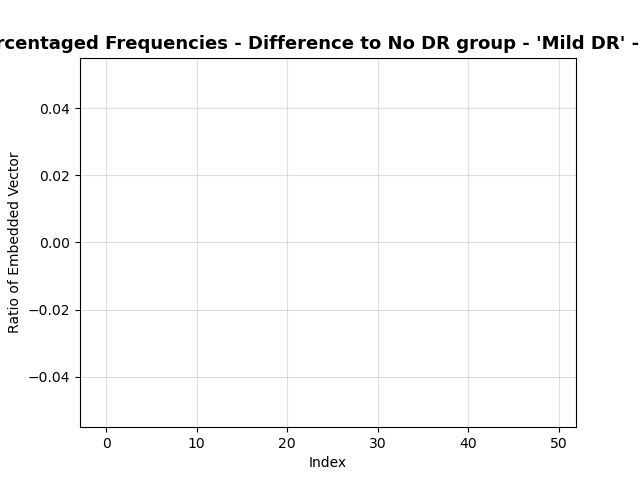 Frequencies - Difference to No DR group - 'Mild DR' -
0.04
0.02
0.00
−0.02
−0.04
Ratio of Embedded Vector
0 10 20 30 40 50
Index